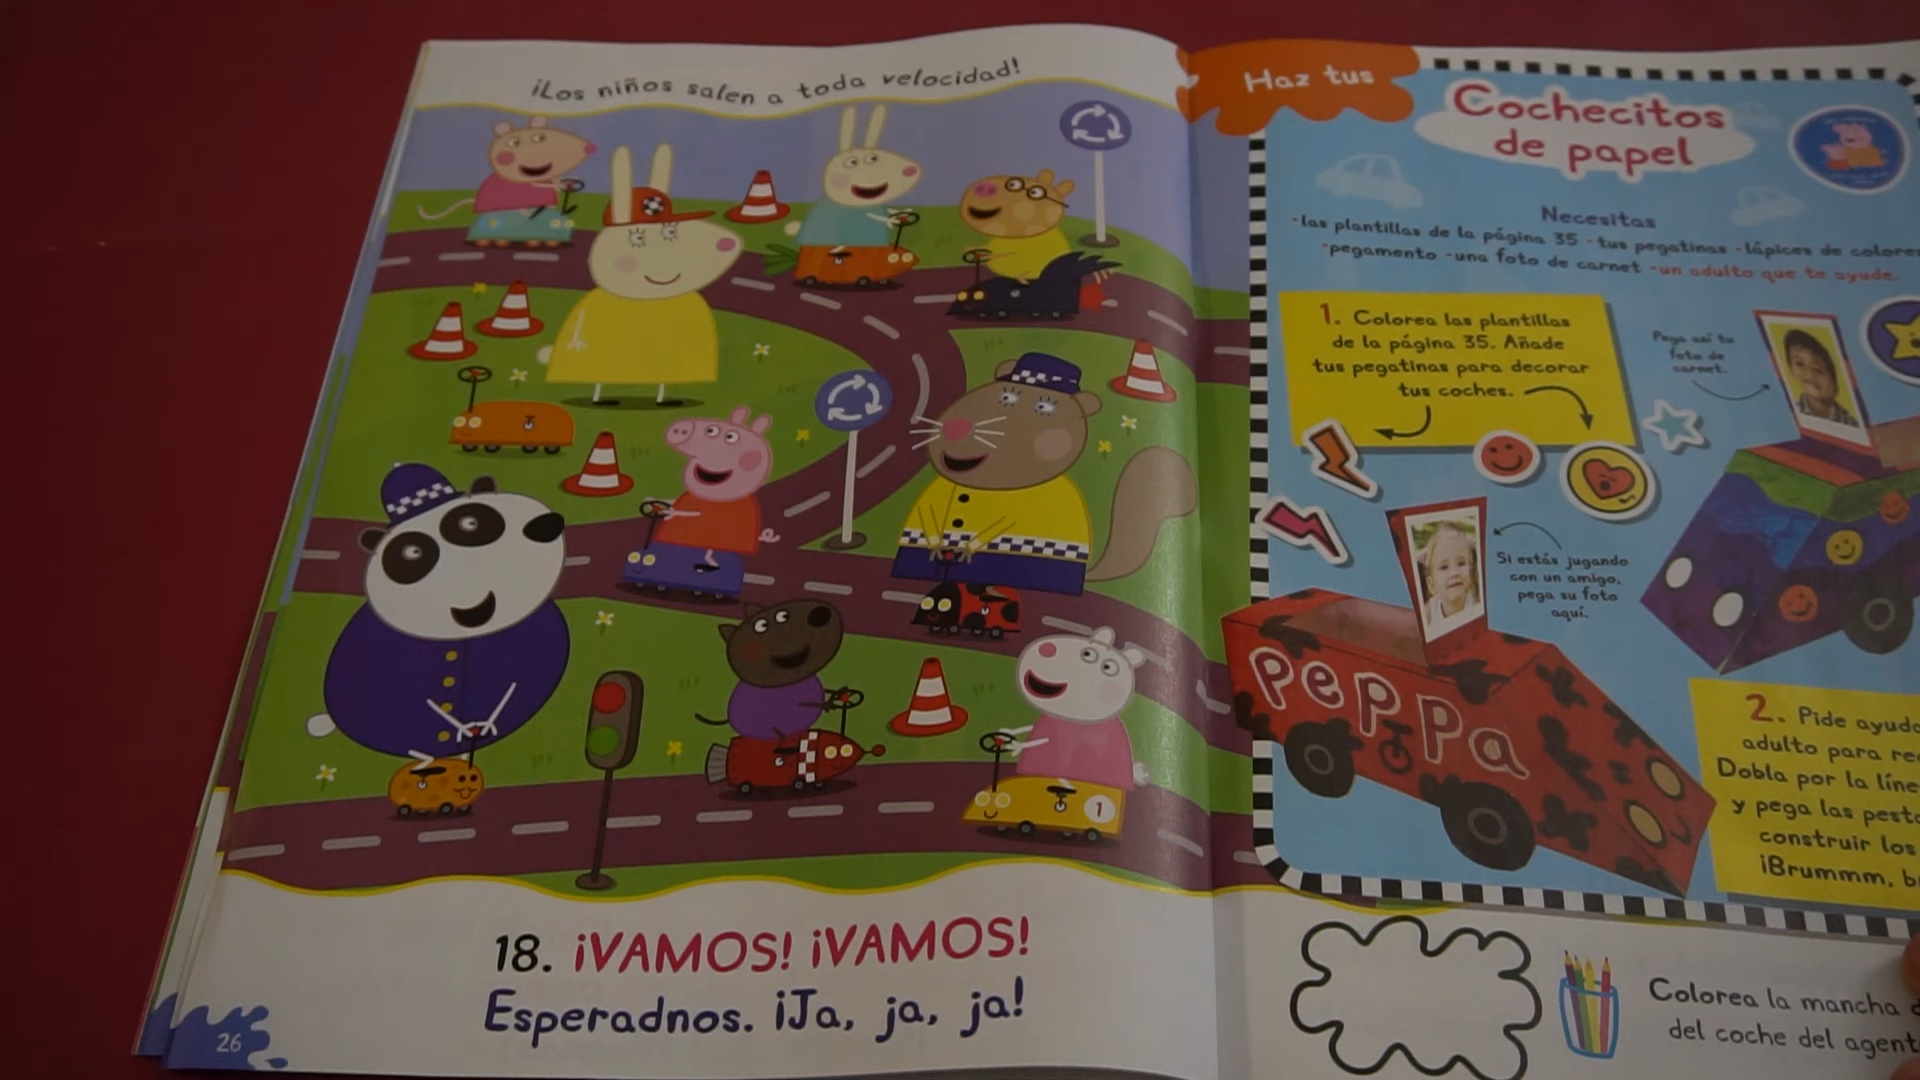 ¡Los niños salen a toda velocidad!
1
18. ¡VAMOS! ¡VAMOS!
Esperadnos. ¡Ja, ja, ja!
26
Haz tus
Cochecitos
de papel
Necesitas
•las plantillas de la página 35 •tus pegatinas •lápices de colores
•pegamento •una foto de carnet •un adulto que te ayude.
1. Colorea las plantillas
de la página 35. Añade
tus pegatinas para decorar
tus coches.
Pega así tu
foto de
carnet.
Si estás jugando
con un amigo,
pega su foto
aquí.
Peppa
2. Pide ayuda
adulto para
Dobla por la
y pega las
construir los
¡Brummm,
Colorea la mancha
del coche del